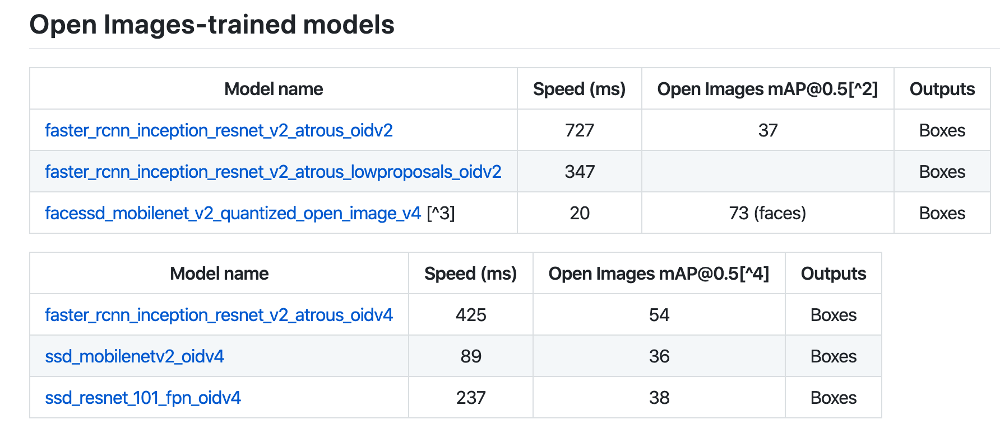 Open Images-trained models
Model name Speed (ms) Open Images mAP@0.5[^2] Outputs
faster_rcnn_inception_resnet_v2_atrous_oidv2 727 37 Boxes
faster_rcnn_inception_resnet_v2_atrous_lowproposals_oidv2 347 Boxes
facessd_mobilenet_v2_quantized_open_image_v4 [^3] 20 73 (faces) Boxes
Model name Speed (ms) Open Images mAP@0.5[^4] Outputs
faster_rcnn_inception_resnet_v2_atrous_oidv4 425 54 Boxes
ssd_mobilenetv2_oidv4 89 36 Boxes
ssd_resnet_101_fpn_oidv4 237 38 Boxes